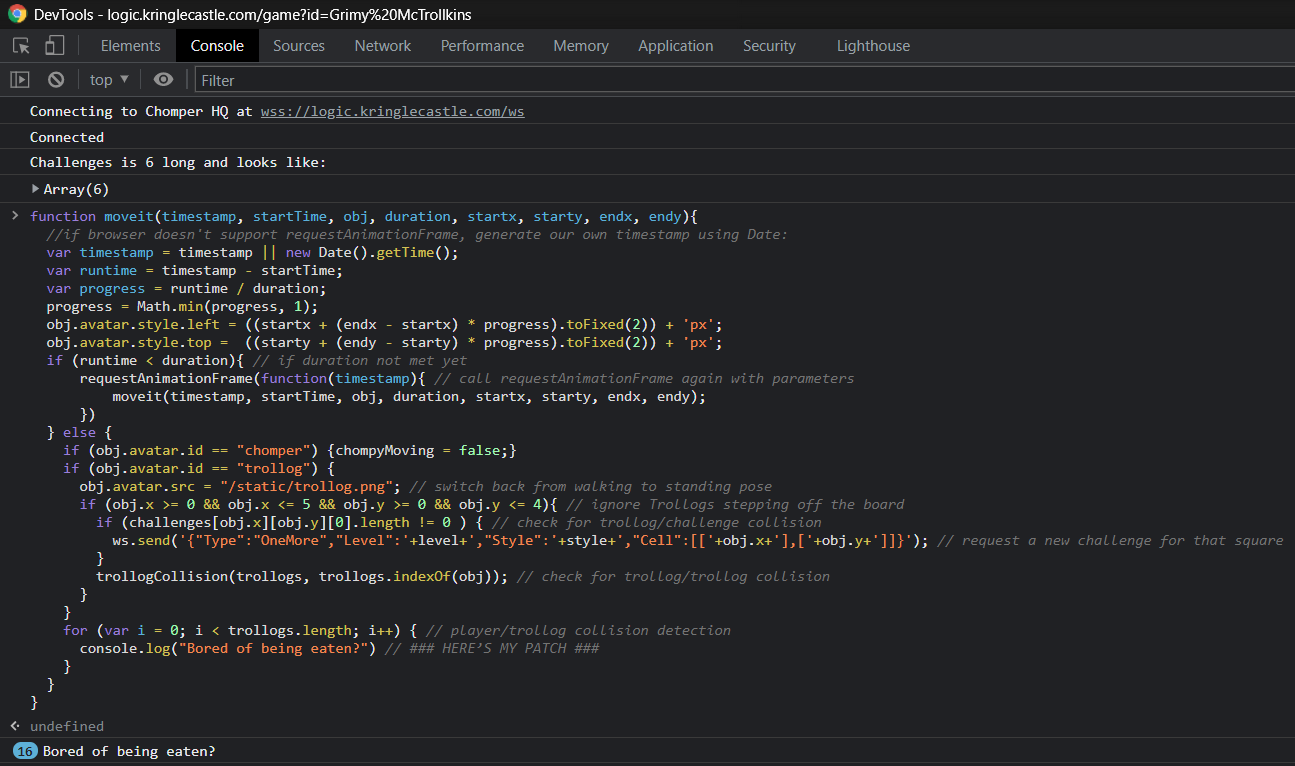 DevTools - logic.kringlecastle.com/game?id=Grimy%20McTrollkins
Elements Console Sources Network Performance Memory Application Security Lighthouse
top ▼ Filter
Connecting to Chomper HQ at wss://logic.kringlecastle.com/ws
Connected
Challenges is 6 long and looks like:
▶ Array(6)
> function moveit(timestamp, startTime, obj, duration, startx, starty, endx, endy){
//if browser doesn't support requestAnimationFrame, generate our own timestamp using Date:
var timestamp = timestamp || new Date().getTime();
var runtime = timestamp - startTime;
var progress = runtime / duration;
progress = Math.min(progress, 1);
obj.avatar.style.left = ((startx + (endx - startx) * progress).toFixed(2)) + 'px';
obj.avatar.style.top =  ((starty + (endy - starty) * progress).toFixed(2)) + 'px';
if (runtime < duration){ // if duration not met yet
requestAnimationFrame(function(timestamp){ // call requestAnimationFrame again with parameters
moveit(timestamp, startTime, obj, duration, startx, starty, endx, endy);
})
} else {
if (obj.avatar.id == "chomper") {chompyMoving = false;}
if (obj.avatar.id == "trollog") {
obj.avatar.src = "/static/trollog.png"; // switch back from walking to standing pose
if (obj.x >= 0 && obj.x <= 5 && obj.y >= 0 && obj.y <= 4){ // ignore Trollogs stepping off the board
if (challenges[obj.x][obj.y][0].length != 0 ) { // check for trollog/challenge collision
ws.send('{"Type":"OneMore","Level":'+level+',"Style":'+style+',"Cell":[['+obj.x+'],['+obj.y+']]}'); // request a new challenge for that square
}
trollogCollision(trollogs, trollogs.indexOf(obj)); // check for trollog/trollog collision
}
}
for (var i = 0; i < trollogs.length; i++) { // player/trollog collision detection
console.log("Bored of being eaten?") // ### HERE’S MY PATCH ###
}
}
}
undefined
16 Bored of being eaten?